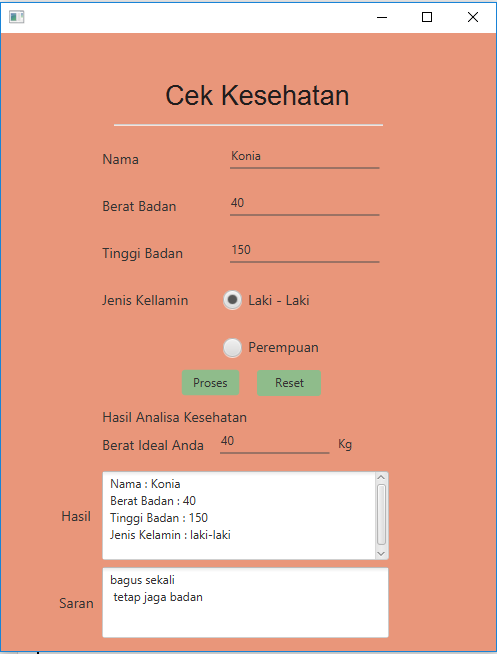 Cek Kesehatan
Nama Konia
Berat Badan 40
Tinggi Badan 150
Jenis Kellamin Laki - Laki
Perempuan
Proses Reset
Hasil Analisa Kesehatan
Berat Ideal Anda 40 Kg
Hasil
Nama : Konia
Berat Badan : 40
Tinggi Badan : 150
Jenis Kelamin : laki-laki
Saran
bagus sekali
tetap jaga badan